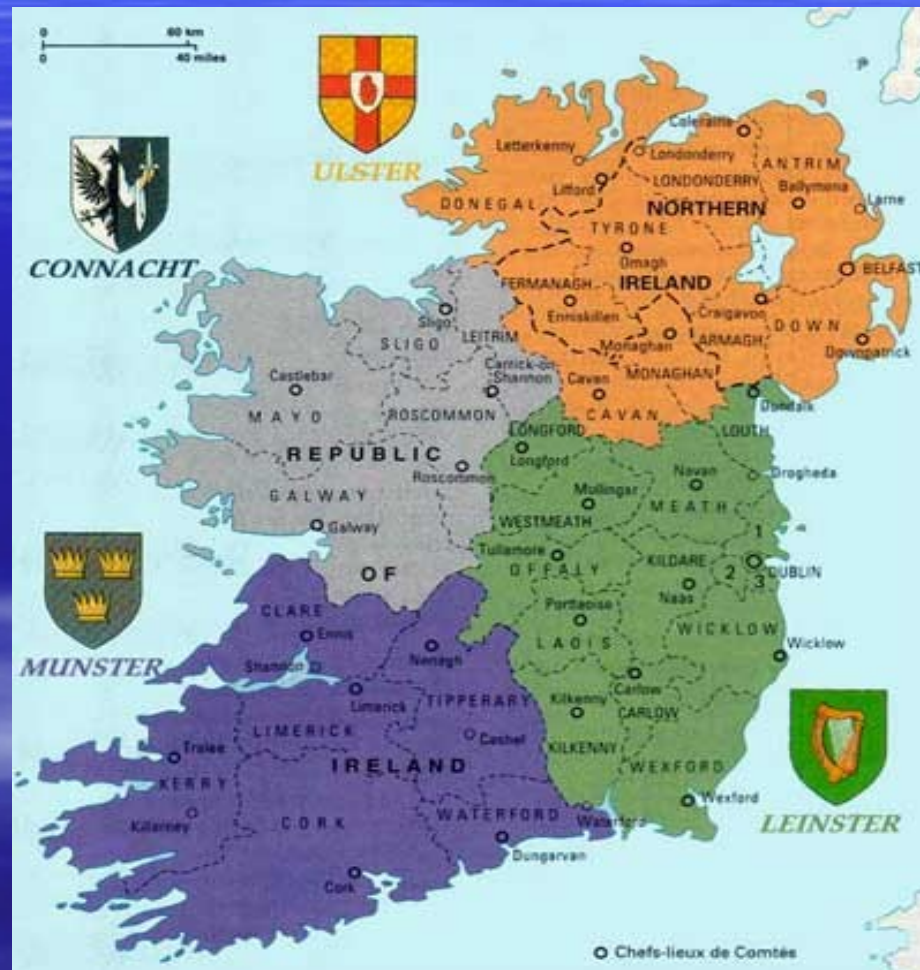 0 60 km
0 40 miles
ULSTER
CONNACHT
MUNSTER
LEINSTER
Coleraine
Letterkenny
Londonderry
ANTRIM
Lifford
LONDONDERRY
Ballymena
Larne
DONEGAL
NORTHERN
TYRONE
Omagh
BELFAST
FERMANAGH
IRELAND
Enniskillen
Craigavon
DOWN
Sligo
LEITRIM
Monaghan
ARMAGH
Downpatrick
SLIGO
Carrick-on-
Shannon
MONAGHAN
Castlebar
Cavan
Dundalk
MAYO
ROSCOMMON
CAVAN
LONGFORD
LOUTH
REPUBLIC
Longford
Roscommon
Navan
Drogheda
GALWAY
Mullingar
MEATH
Galway
WESTMEATH
1
Tullamore
KILDARE
OF
OFFALY
2
3
DUBLIN
Naas
CLARE
Portlaoise
Ennis
LAOIS
WICKLOW
Nenagh
Wicklow
Shannon
Carlow
Limerick
TIPPERARY
Kilkenny
CARLOW
LIMERICK
Cashel
Tralee
KILKENNY
IRELAND
WEXFORD
KERRY
Wexford
Killarney
CORK
WATERFORD
Waterford
Dungarvan
Cork
Chefs-lieux de Comtés